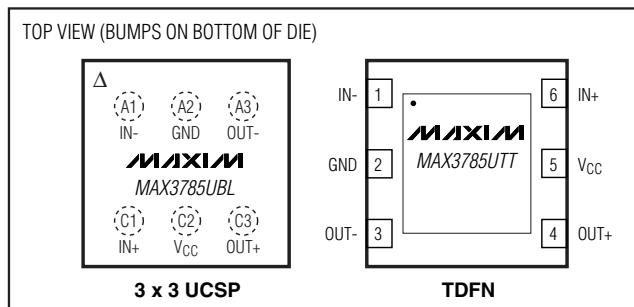 TOP VIEW (BUMPS ON BOTTOM OF DIE)
Δ
A1 A2 A3
IN- GND OUT-
MAXIM
MAX3785UBL
C1 C2 C3
IN+ VCC OUT+
3 x 3 UCSP
IN- 1 6 IN+
MAXIM
MAX3785UTT
GND 2 5 VCC
OUT- 3 4 OUT+
TDFN